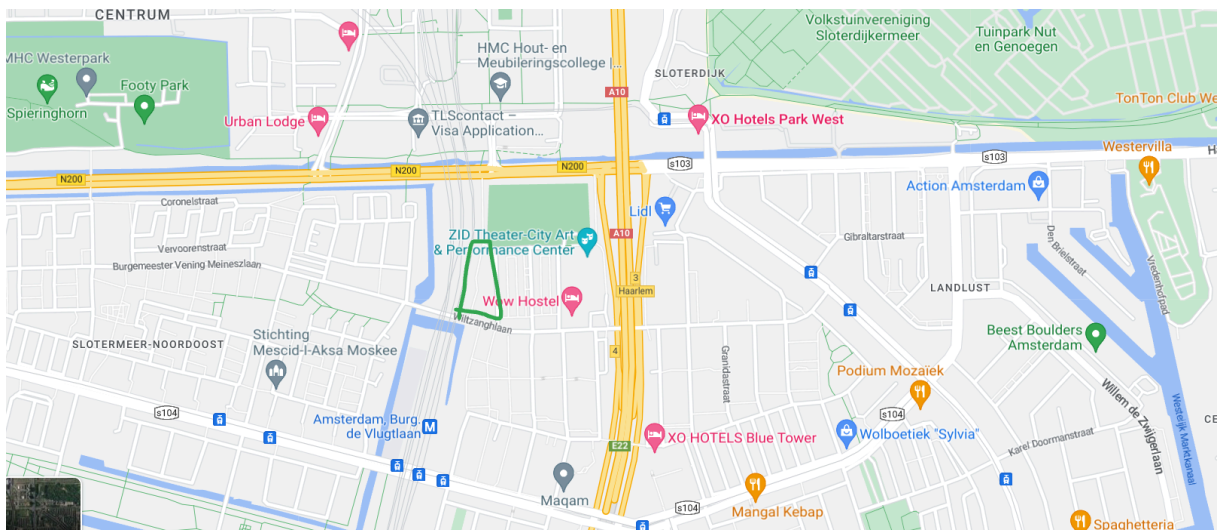 CENTRUM
MHC Westerpark
Footy Park
Spieringhorn
Urban Lodge
HMC Hout- en
Meubileringscollege |...
TLScontact –
Visa Application...
A10
SLOTERDIJK
Volkstuinvereniging
Sloterdijkermeer
Tuinpark Nut
en Genoegen
TonTon Club We
XO Hotels Park West
s103
s103
Ha
Westervilla
N200
N200
N200
Coronelstraat
Action Amsterdam
Lidl
A10
ZID Theater-City Art
& Performance Center
Vervoorenstraat
Burgemeester Vening Meineszlaan
Gibraltarstraat
Den Brielstraat
Vredenhofpad
3
Haarlem
Wow Hostel
LANDLUST
Wiltzanghlaan
Stichting
Mescid-I-Aksa Moskee
SLOTERMEER-NOORDOOST
4
Beest Boulders
Amsterdam
Granidastraat
Podium Mozaïek
Willem de Zwijgerlaan
s104
s104
Amsterdam, Burg.
de Vlugtlaan
M
E22
XO HOTELS Blue Tower
Wolboetiek "Sylvia"
Karel Doormanstraat
Westelijk Marktkanaal
CE
Maqam
s104
Mangal Kebap
Spaghetteria